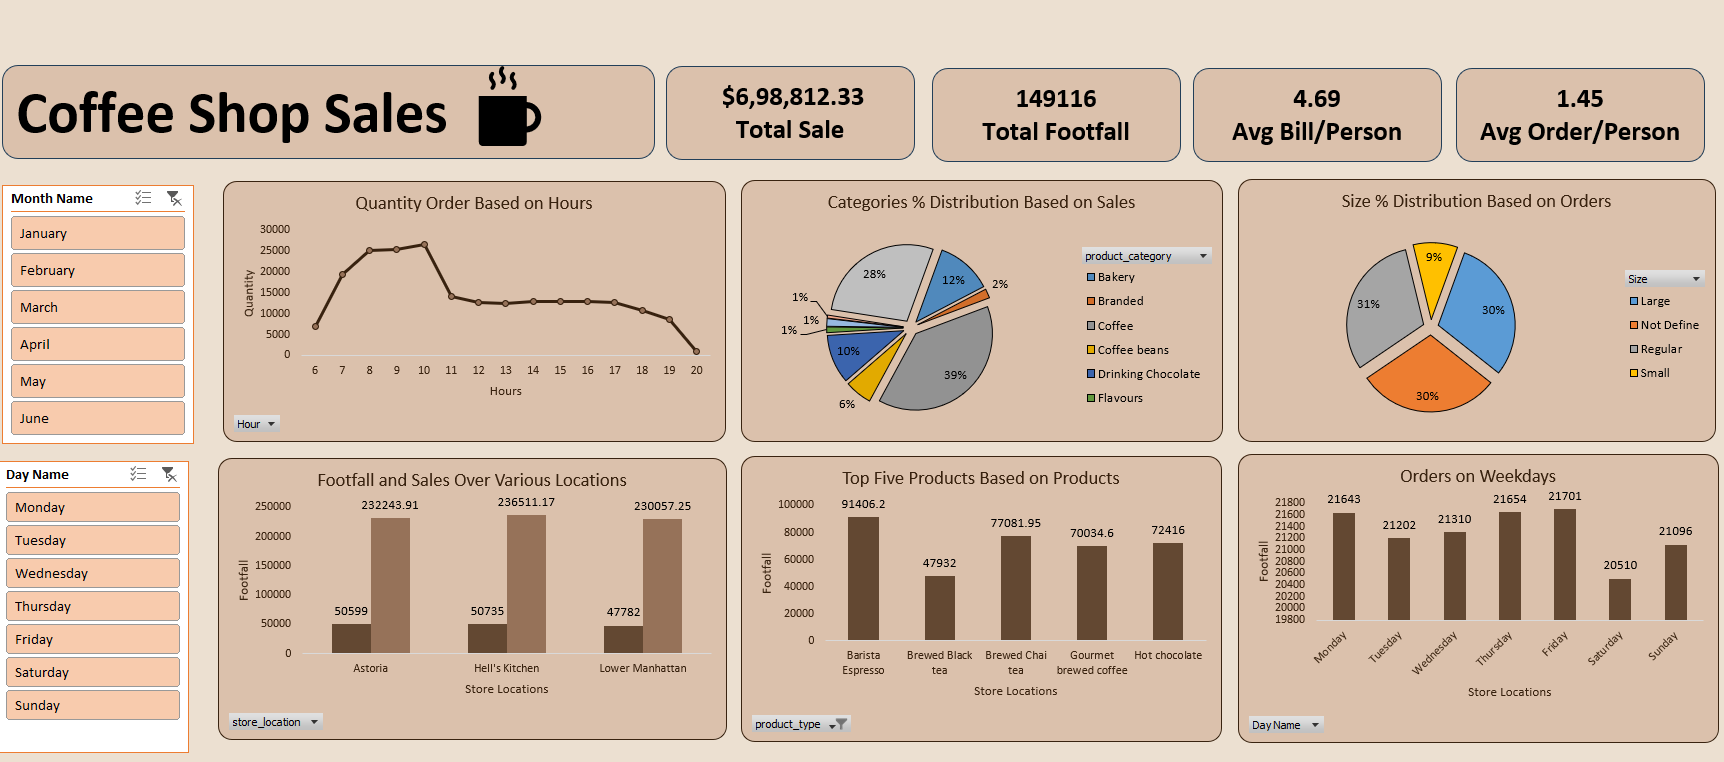 Coffee Shop Sales
$6,98,812.33
Total Sale
149116
Total Footfall
4.69
Avg Bill/Person
1.45
Avg Order/Person
Month Name
January
February
March
April
May
June
Day Name
Monday
Tuesday
Wednesday
Thursday
Friday
Saturday
Sunday
Quantity Order Based on Hours
30000
25000
20000
15000
10000
5000
0
Quantity
6 7 8 9 10 11 12 13 14 15 16 17 18 19 20
Hours
Hour
Categories % Distribution Based on Sales
28%
12%
2%
1%
1%
1%
10%
39%
6%
product_category
Bakery
Branded
Coffee
Coffee beans
Drinking Chocolate
Flavours
Size % Distribution Based on Orders
9%
31%
30%
30%
Size
Large
Not Define
Regular
Small
Footfall and Sales Over Various Locations
250000
200000
150000
100000
50000
0
Footfall
232243.91
236511.17
230057.25
50599
50735
47782
Astoria
Hell's Kitchen
Lower Manhattan
Store Locations
store_location
Top Five Products Based on Products
100000
80000
60000
40000
20000
0
Footfall
91406.2
47932
77081.95
70034.6
72416
Barista
Espresso
Brewed Black
tea
Brewed Chai
tea
Gourmet
brewed coffee
Hot chocolate
Store Locations
product_type
Orders on Weekdays
21800
21600
21400
21200
21000
20800
20600
20400
20200
20000
19800
Footfall
21643
21202
21310
21654
21701
20510
21096
Monday
Tuesday
Wednesday
Thursday
Friday
Saturday
Sunday
Store Locations
Day Name